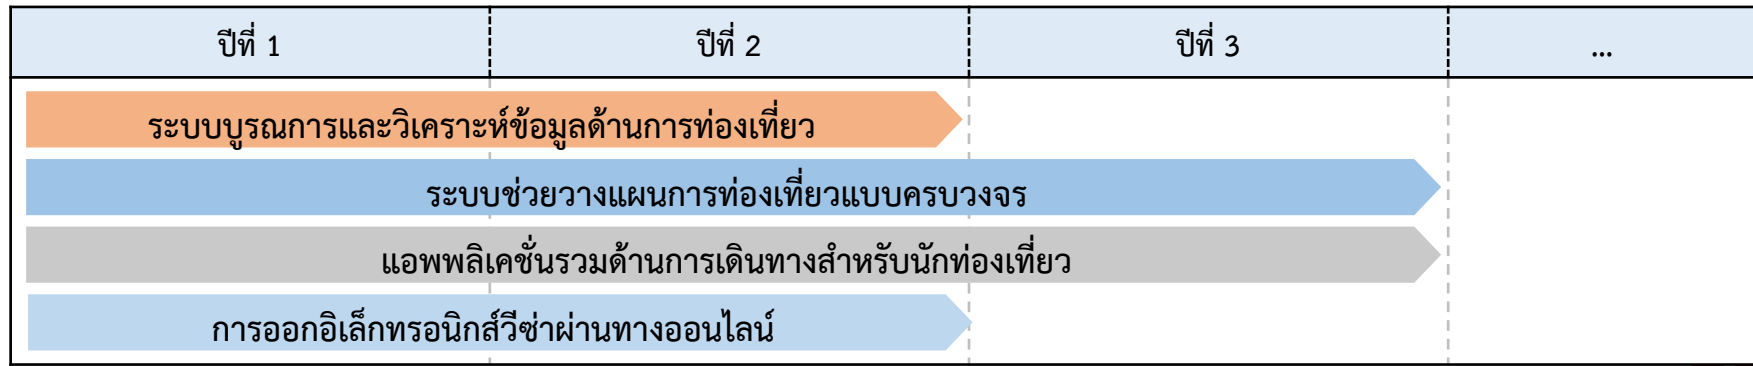 ปีที่ 1 ปีที่ 2 ปีที่ 3 ...
ระบบบูรณการและวิเคราะห์ข้อมูลด้านการท่องเที่ยว
ระบบช่วยวางแผนการท่องเที่ยวแบบครบวงจร
แอพพลิเคชั่นรวมด้านการเดินทางสำหรับนักท่องเที่ยว
การออกอิเล็กทรอนิกส์วีซ่าผ่านทางออนไลน์